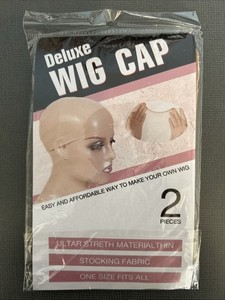 Deluxe
WIG CAP
EASY AND AFFORDABLE WAY TO MAKE YOUR OWN WIG
2
PIECES
ULTAR STRETH MATERIALTHIN
STOCKING FABRIC
ONE SIZE FITS ALL